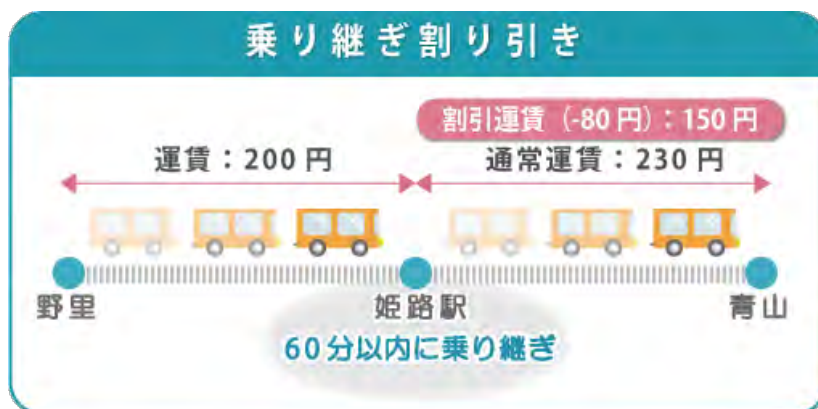 乗り継ぎ割り引き
割引運賃（-80円）：150円
運賃：200円
通常運賃：230円
野里
姫路駅
青山
60分以内に乗り継ぎ